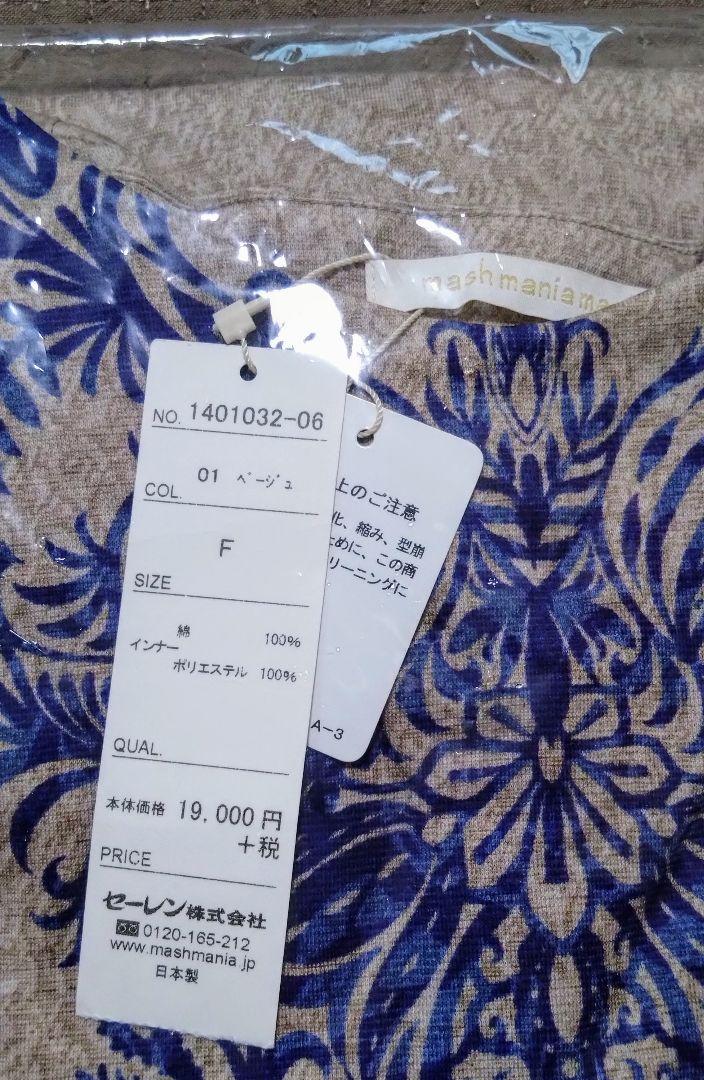 mashmaniama
NO. 1401032-06
01 ベージュ
COL.
F
SIZE
綿 100%
インナー
ポリエステル 100%
QUAL.
本体価格 19,000円
+税
PRICE
セーレン株式会社
0120-165-212
www.mashmania.jp
日本製
上のご注意
化、縮み、型崩
ために、この商
リーニングに
A-3